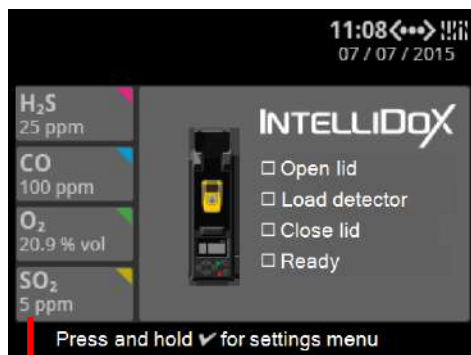 11:08
07 / 07 / 2015
H₂S
25 ppm
CO
100 ppm
O₂
20.9 % vol
SO₂
5 ppm
INTELLIDOX
☐ Open lid
☐ Load detector
☐ Close lid
☐ Ready
Press and hold ✔ for settings menu